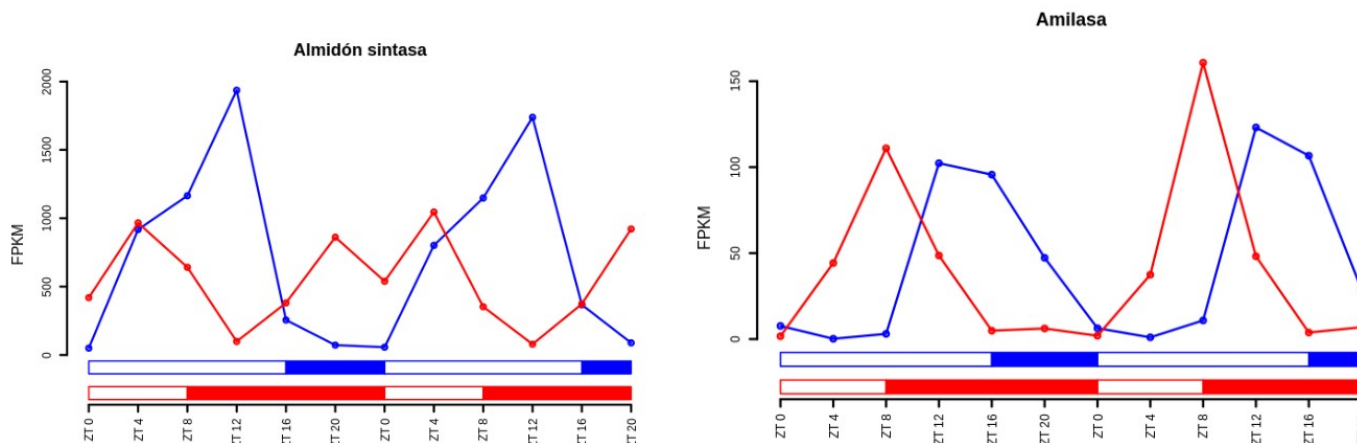 Almidón sintasa
FPKM
2000
1500
1000
500
0
ZT 0
ZT 4
ZT 8
ZT 12
ZT 16
ZT 20
ZT 0
ZT 4
ZT 8
ZT 12
ZT 16
ZT 20
Amilasa
FPKM
150
100
50
0
ZT 0
ZT 4
ZT 8
ZT 12
ZT 16
ZT 20
ZT 0
ZT 4
ZT 8
ZT 12
ZT 16